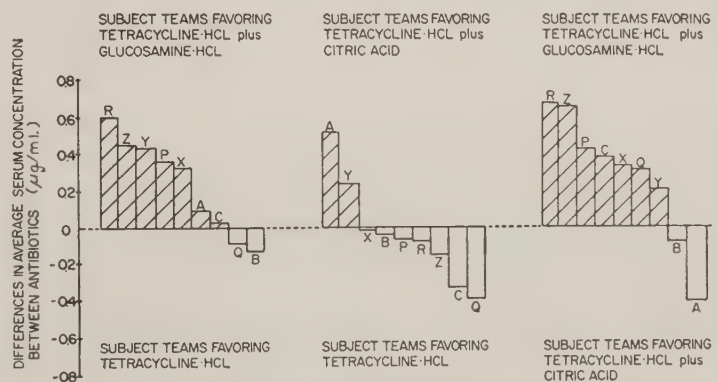 SUBJECT TEAMS FAVORING
TETRACYCLINE·HCL plus
GLUCOSAMINE·HCL
SUBJECT TEAMS FAVORING
TETRACYCLINE·HCL plus
CITRIC ACID
SUBJECT TEAMS FAVORING
TETRACYCLINE·HCL plus
GLUCOSAMINE·HCL
DIFFERENCES IN AVERAGE SERUM CONCENTRATION
BETWEEN ANTIBIOTICS (µg/ml.)
0.8
0.6
0.4
0.2
0
-0.2
-0.4
-0.6
-0.8
R
Z
Y
P
X
A
C
Q
B
A
Y
X
B
P
R
Z
C
Q
R
Z
P
C
X
Q
Y
B
A
SUBJECT TEAMS FAVORING
TETRACYCLINE·HCL
SUBJECT TEAMS FAVORING
TETRACYCLINE·HCL
SUBJECT TEAMS FAVORING
TETRACYCLINE·HCL plus
CITRIC ACID